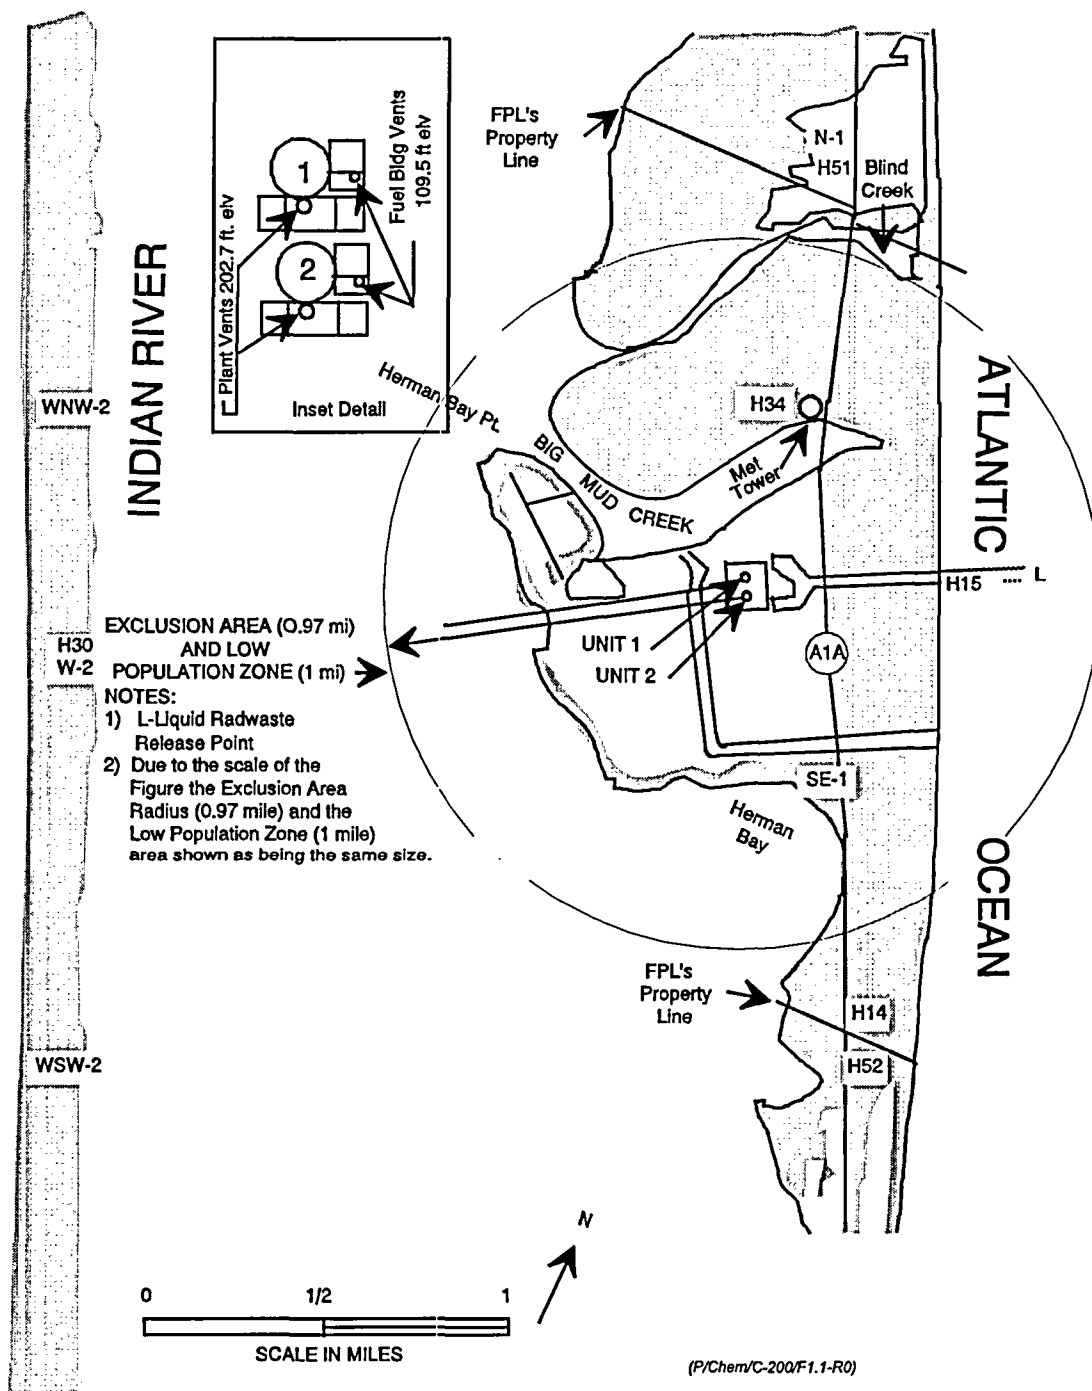 FPL's
Property
Line
N-1
H51
Blind
Creek
Fuel Bldg Vents
109.5 ft elv
Plant Vents 202.7 ft. elv
1
2
Inset Detail
INDIAN RIVER
WNW-2
Herman Bay Pt.
BIG MUD CREEK
H34
Met
Tower
ATLANTIC
L
H15
EXCLUSION AREA (0.97 mi)
AND LOW
POPULATION ZONE (1 mi)
H30
W-2
UNIT 1
UNIT 2
A1A
NOTES:
1) L-Liquid Radwaste
Release Point
2) Due to the scale of the
Figure the Exclusion Area
Radius (0.97 mile) and the
Low Population Zone (1 mile)
area shown as being the same size.
SE-1
Herman
Bay
OCEAN
FPL's
Property
Line
H14
WSW-2
H52
N
0 1/2 1
SCALE IN MILES
(P/Chem/C-200/F1.1-R0)